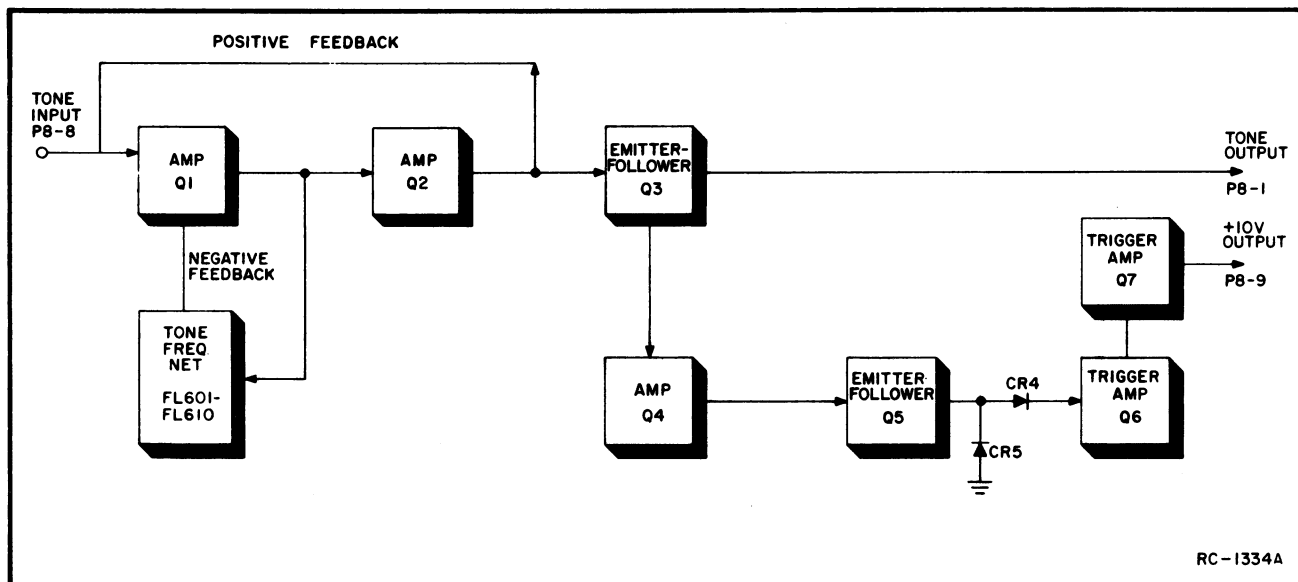 POSITIVE FEEDBACK
TONE
INPUT
P8-8
AMP
Q1
AMP
Q2
EMITTER-
FOLLOWER
Q3
TONE
OUTPUT
P8-1
NEGATIVE
FEEDBACK
TONE
FREQ
NET
FL601-
FL610
TRIGGER
AMP
Q7
+10V
OUTPUT
P8-9
AMP
Q4
EMITTER-
FOLLOWER
Q5
CR4
CR5
TRIGGER
AMP
Q6
RC-1334A